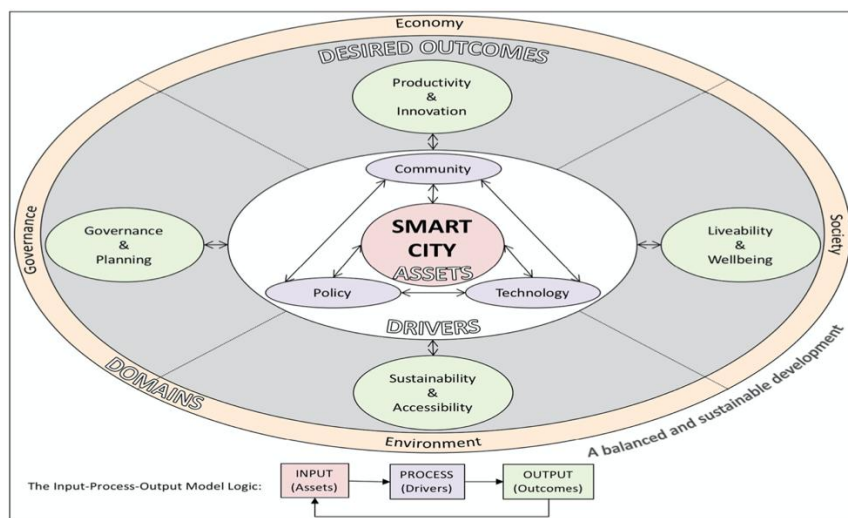 Economy
DESIRED OUTCOMES
Productivity
&
Innovation
Community
SMART
CITY
ASSETS
Governance
Governance
&
Planning
Liveability
&
Wellbeing
Society
Policy
Technology
DRIVERS
DOMAINS
Sustainability
&
Accessibility
Environment
A balanced and sustainable development
The Input-Process-Output Model Logic:
INPUT
(Assets)
PROCESS
(Drivers)
OUTPUT
(Outcomes)